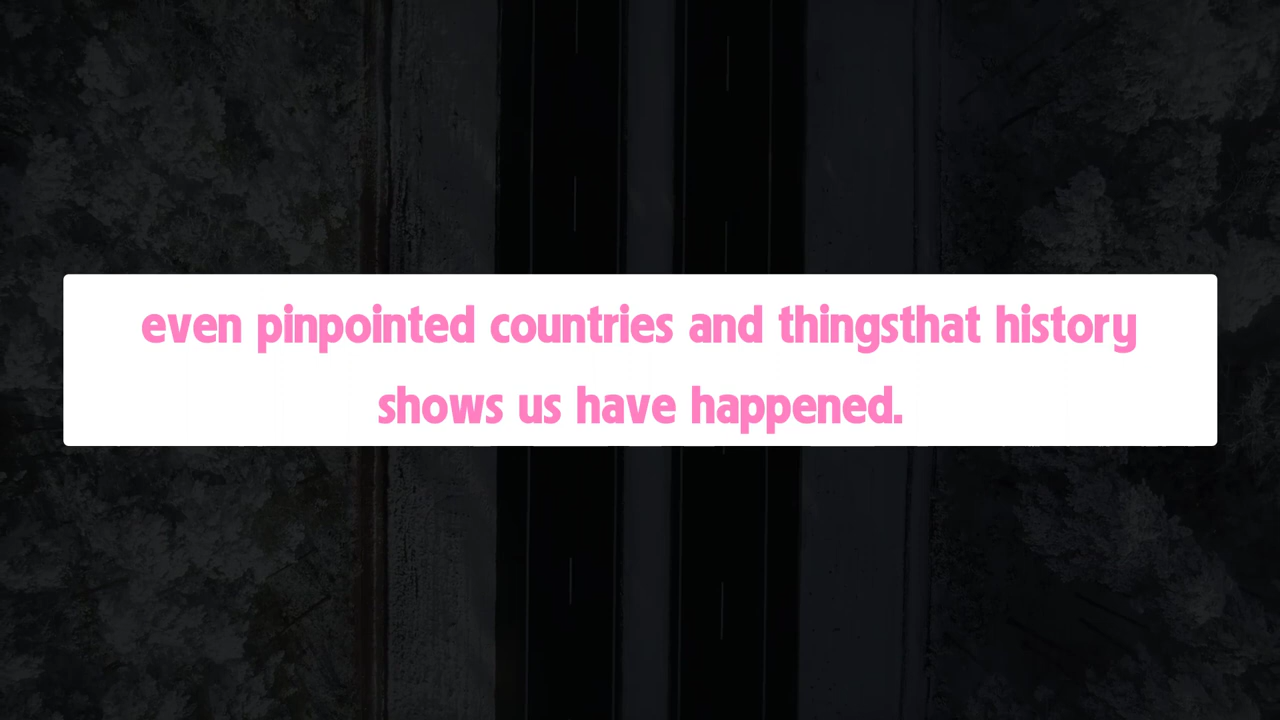 even pinpointed countries and thingsthat history
shows us have happened.